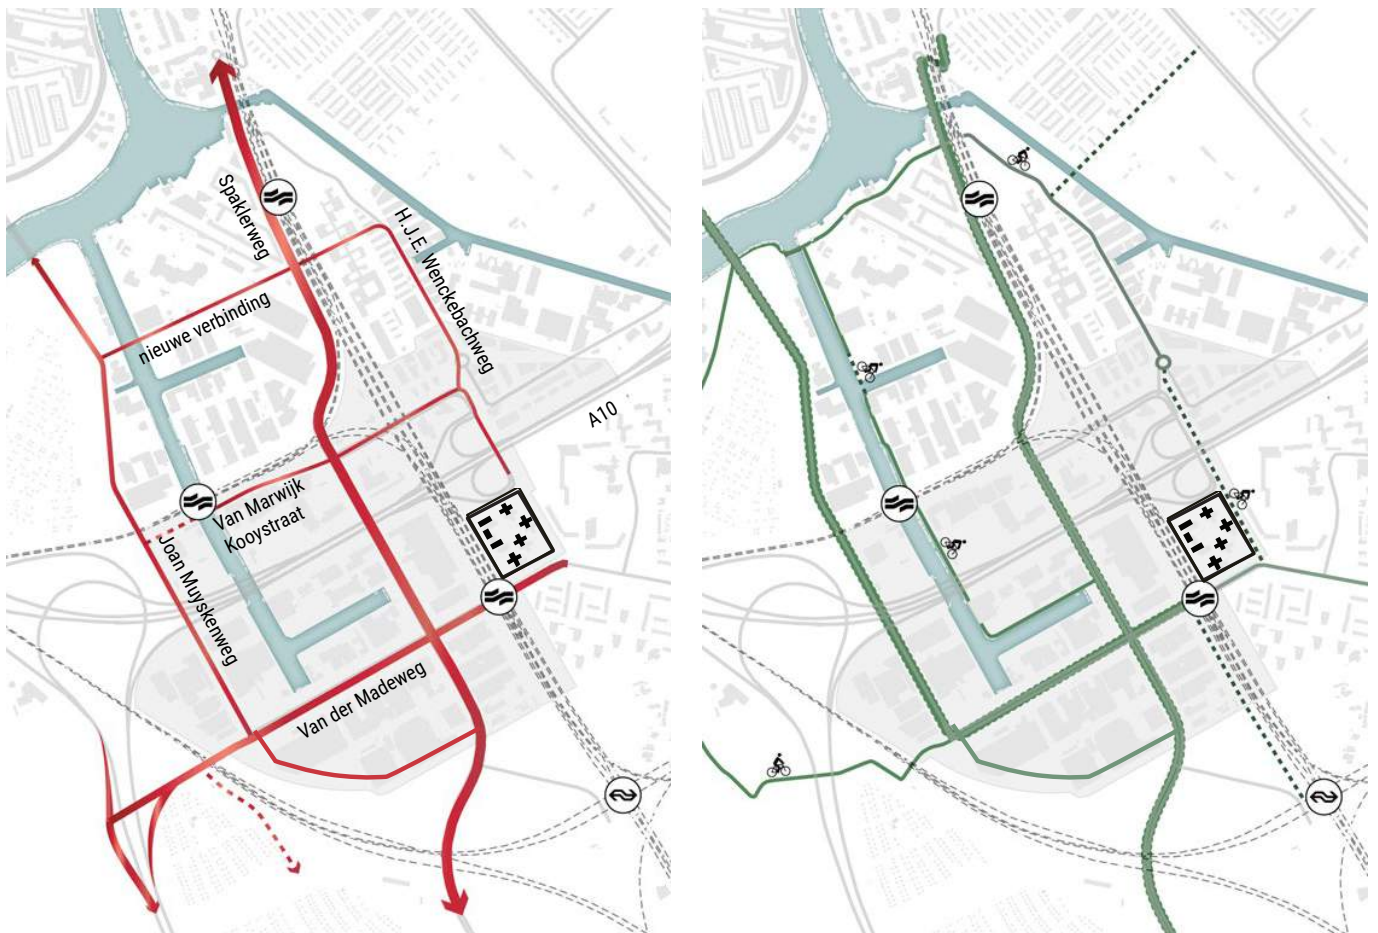 Spaklerweg
H.J.E. Wenckebachweg
nieuwe verbinding
A10
Van Marwijk
Kooystraat
Joan Muyskenweg
Van der Madeweg